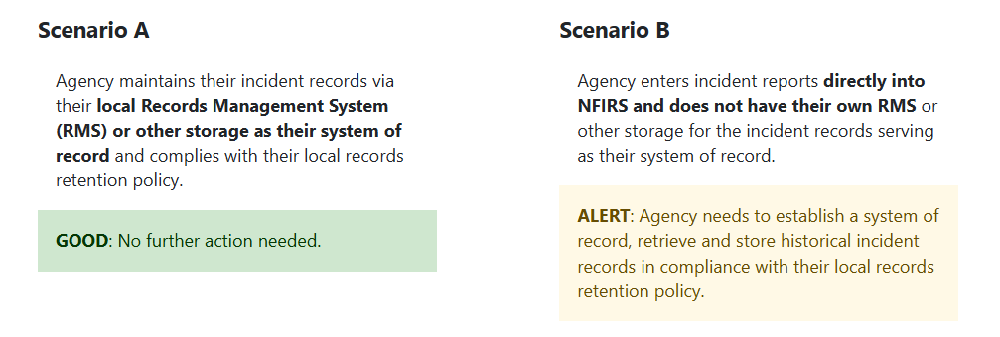 Scenario A
Agency maintains their incident records via
their local Records Management System
(RMS) or other storage as their system of
record and complies with their local records
retention policy.
GOOD: No further action needed.
Scenario B
Agency enters incident reports directly into
NFIRS and does not have their own RMS or
other storage for the incident records serving
as their system of record.
ALERT: Agency needs to establish a system of
record, retrieve and store historical incident
records in compliance with their local records
retention policy.